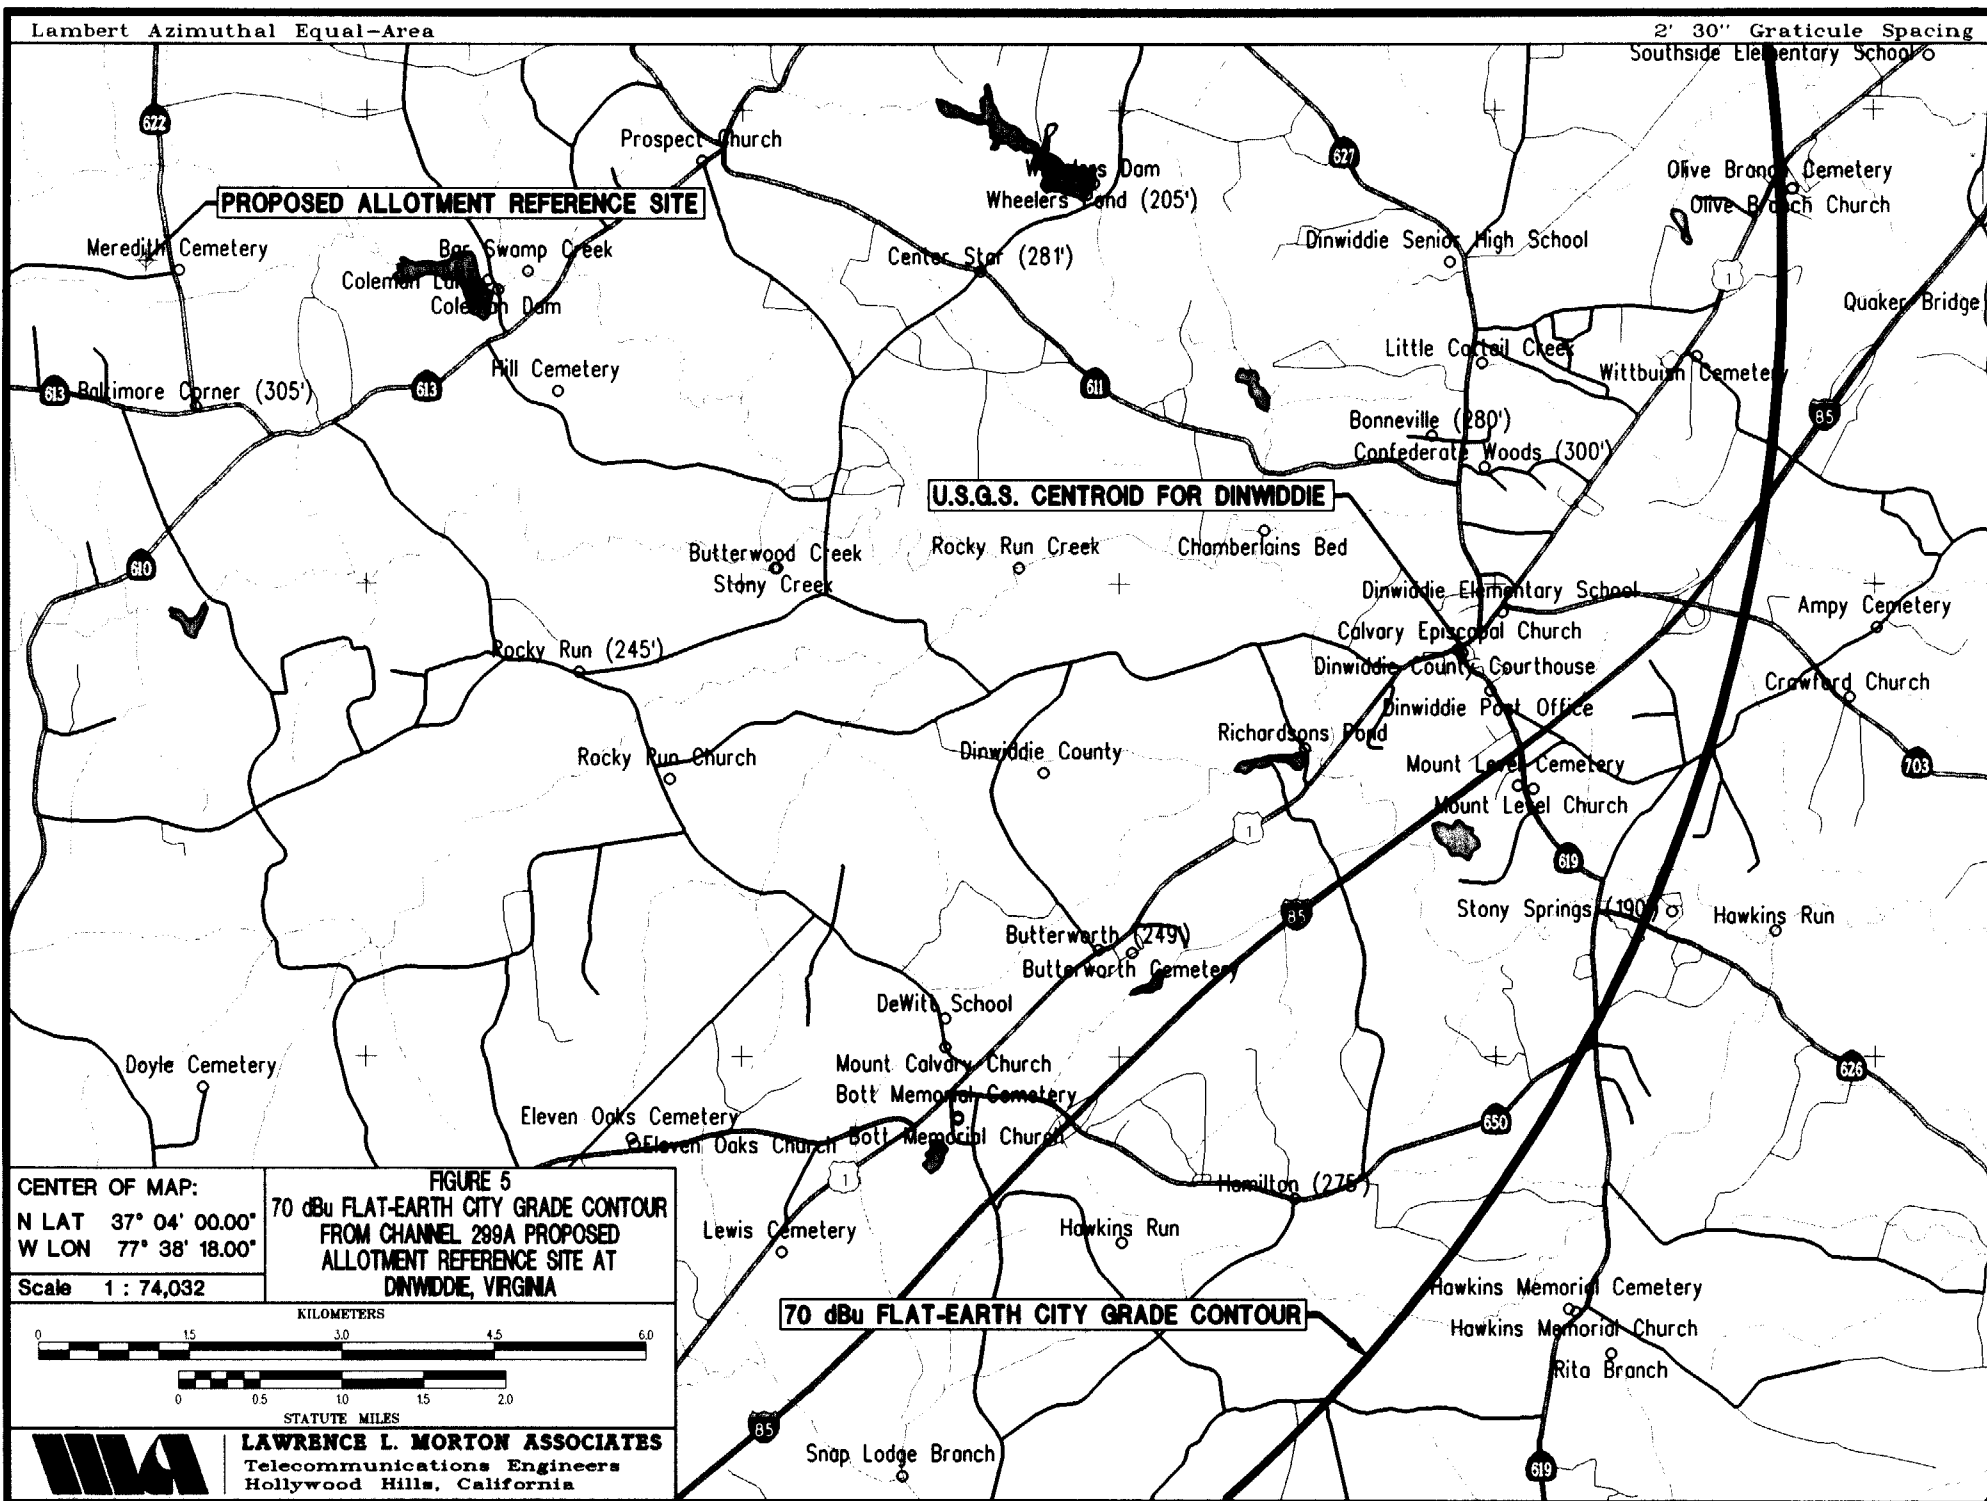 Lambert Azimuthal Equal-Area
2' 30" Graticule Spacing
Southside Elementary School
622
Prospect Church
627
Wheelers Dam
Wheelers Pond (205')
Olive Branch Cemetery
Olive Branch Church
PROPOSED ALLOTMENT REFERENCE SITE
Meredith Cemetery
Bar Swamp Creek
Center Star (281')
Dinwiddie Senior High School
1
Coleman
Coleman Dam
Quaker Bridge
Little Cattail Creek
Wittbuish Cemetery
Hill Cemetery
613
Baltimore Corner (305')
613
611
85
Bonneville (280')
Confederate Woods (300')
U.S.G.S. CENTROID FOR DINWIDDIE
610
Butterwood Creek
Stony Creek
Rocky Run Creek
Chamberlains Bed
Dinwiddie Elementary School
Ampy Cemetery
Calvary Episcopal Church
Rocky Run (245')
Dinwiddie County Courthouse
Crawford Church
Dinwiddie Post Office
Richardsons Pond
Rocky Run Church
Dinwiddie County
Mount Level Cemetery
703
Mount Level Church
1
619
85
Stony Springs (190')
Hawkins Run
Butterworth (249')
Butterworth Cemetery
DeWitt School
Doyle Cemetery
Mount Calvary Church
626
Bott Memorial Cemetery
Eleven Oaks Cemetery
Eleven Oaks Church
Bott Memorial Church
650
1
Hamilton (275')
Lewis Cemetery
Hawkins Run
Hawkins Memorial Cemetery
70 dBu FLAT-EARTH CITY GRADE CONTOUR
Hawkins Memorial Church
Rita Branch
85
Snap Lodge Branch
619
CENTER OF MAP:
N LAT 37° 04' 00.00"
W LON 77° 38' 18.00"
Scale 1 : 74,032
FIGURE 5
70 dBu FLAT-EARTH CITY GRADE CONTOUR
FROM CHANNEL 299A PROPOSED
ALLOTMENT REFERENCE SITE AT
DINWIDDIE, VIRGINIA
KILOMETERS
0 1.5 3.0 4.5 6.0
0 0.5 1.0 1.5 2.0
STATUTE MILES
LAWRENCE L. MORTON ASSOCIATES
Telecommunications Engineers
Hollywood Hills, California